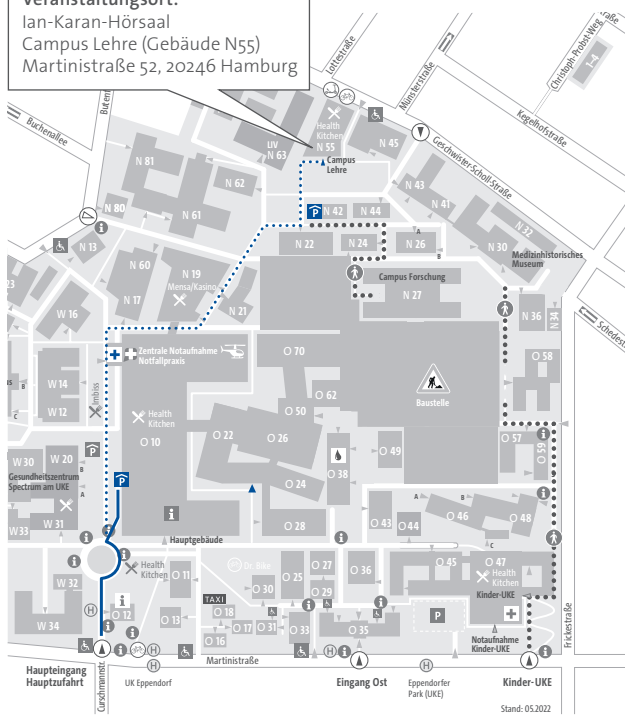 Veranstaltungsort:
Ian-Karan-Hörsaal
Campus Lehre (Gebäude N55)
Martinistraße 52, 20246 Hamburg
Lottestraße
Münsterstraße
Christoph-Probst-Weg
Kegelhofstraße
Geschwister-Scholl-Straße
Buchenallee
Health
Kitchen
N 55
LIV
N 63
N 45
Campus
Lehre
N 81
N 62
N 61
N 80
N 43
N 41
N 42
N 44
N 32
N 30
N 22
N 24
N 26
A
B
Medizinhistorisches
Museum
N 13
N 60
N 19
Mensa/Kasino
N 17
N 21
Campus Forschung
N 27
N 36
N 34
W 16
Zentrale Notaufnahme
Notfallpraxis
O 70
O 58
W 14
W 12
B
C
Imbiss
Baustelle
O 62
O 50
Health
Kitchen
O 10
O 22
O 26
O 49
O 57
O 59
O 38
O 24
W 30
W 20
B
A
Gesundheitszentrum
Spectrum am UKE
W 31
W 33
O 28
O 43
O 44
A
B
O 46
O 48
C
Hauptgebäude
Health
Kitchen
O 11
Dr. Bike
O 30
O 25
O 27
O 29
O 36
O 45
O 47
Health
Kitchen
Kinder-UKE
W 32
W 34
O 12
O 13
TAXI
O 18
O 17
O 16
O 31
O 33
O 35
P
Notaufnahme
Kinder-UKE
Frickestraße
Martinistraße
Curschmannstr.
Haupteingang
Hauptzufahrt
UK Eppendorf
Eingang Ost
Eppendorfer
Park (UKE)
Kinder-UKE
Stand: 05.2022